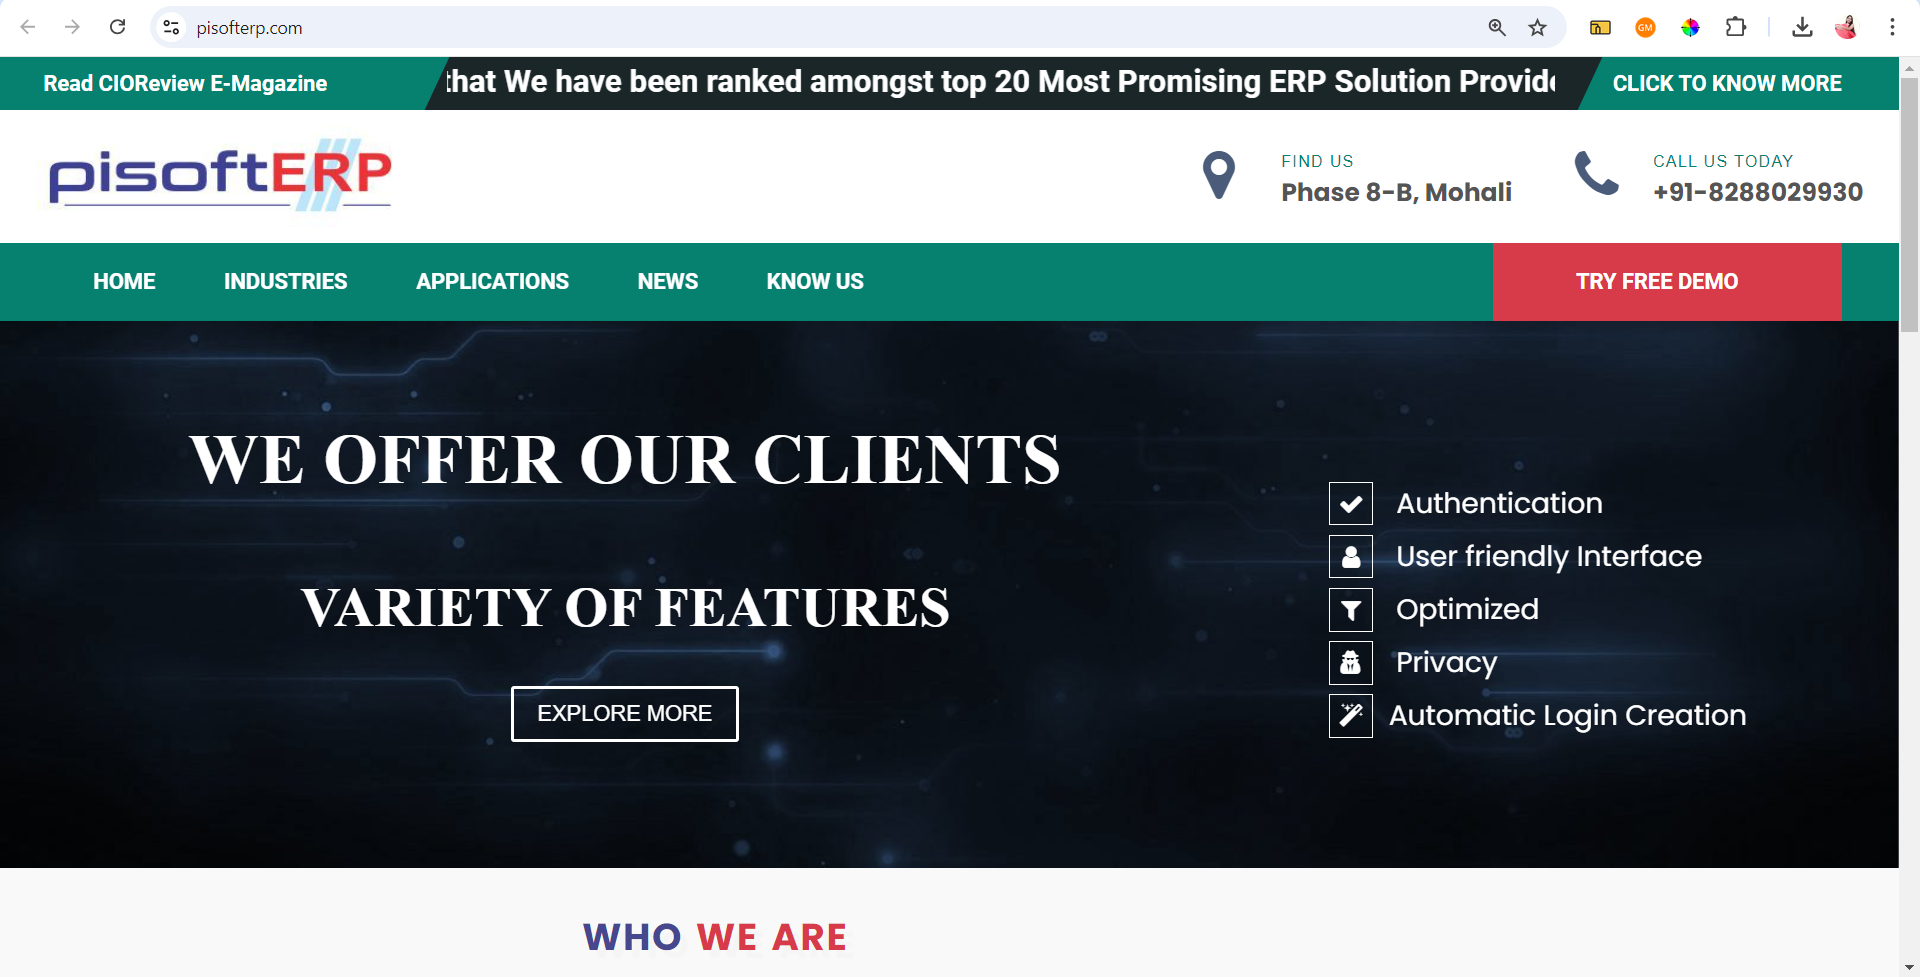 pisofterp.com
GM
Read CIOReview E-Magazine
that We have been ranked amongst top 20 Most Promising ERP Solution
CLICK TO KNOW MORE
pisoftERP
FIND US
Phase 8-B, Mohali
CALL US TODAY
+91-8288029930
HOME
INDUSTRIES
APPLICATIONS
NEWS
KNOW US
TRY FREE DEMO
WE OFFER OUR CLIENTS
VARIETY OF FEATURES
EXPLORE MORE
Authentication
User friendly Interface
Optimized
Privacy
Automatic Login Creation
WHO WE ARE